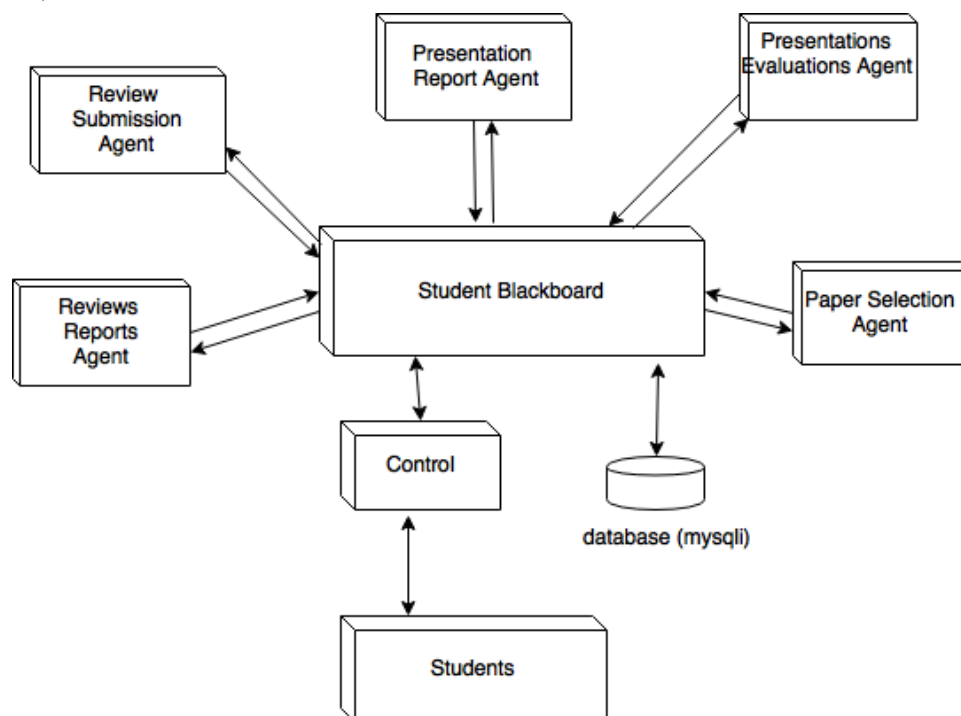 Presentation
Report Agent
Presentations
Evaluations Agent
Review
Submission
Agent
Student Blackboard
Reviews
Reports
Agent
Paper Selection
Agent
Control
database (mysqli)
Students